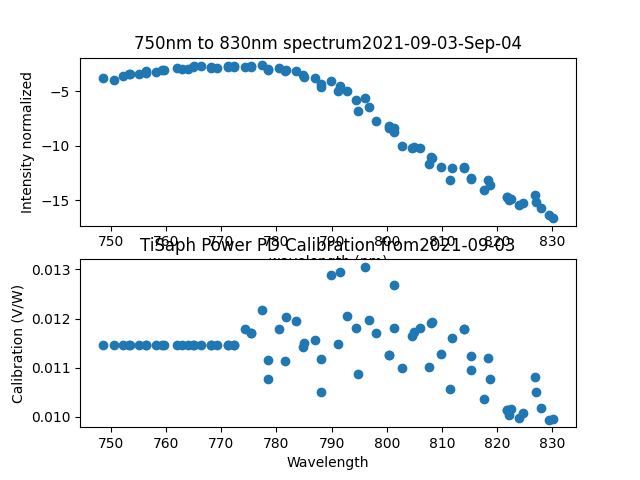 750nm to 830nm spectrum2021-09-03-Sep-04
Intensity normalized
−5
−10
−15
750 760 770 780 790 800 810 820 830
wavelength (nm)
TiSaph Power PD Calibration from2021-09-03
Calibration (V/W)
0.013
0.012
0.011
0.010
750 760 770 780 790 800 810 820 830
Wavelength